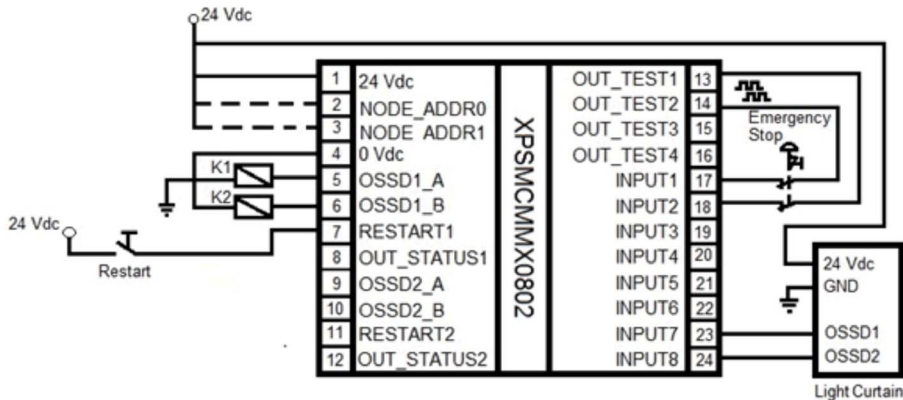 24 Vdc
1 24 Vdc
2 NODE_ADDR0
3 NODE ADDR1
4 0 Vdc
K1
5 OSSD1_A
K2
6 OSSD1_B
24 Vdc
7 RESTART1
Restart
8 OUT_STATUS1
9 OSSD2_A
10 OSSD2_B
11 RESTART2
12 OUT_STATUS2
XPSMCMMX0802
OUT_TEST1 13
OUT_TEST2 14
OUT_TEST3 15
OUT_TEST4 16
INPUT1 17
INPUT2 18
INPUT3 19
INPUT4 20
INPUT5 21
INPUT6 22
INPUT7 23
INPUT8 24
Emergency
Stop
24 Vdc
GND
OSSD1
OSSD2
Light Curtain